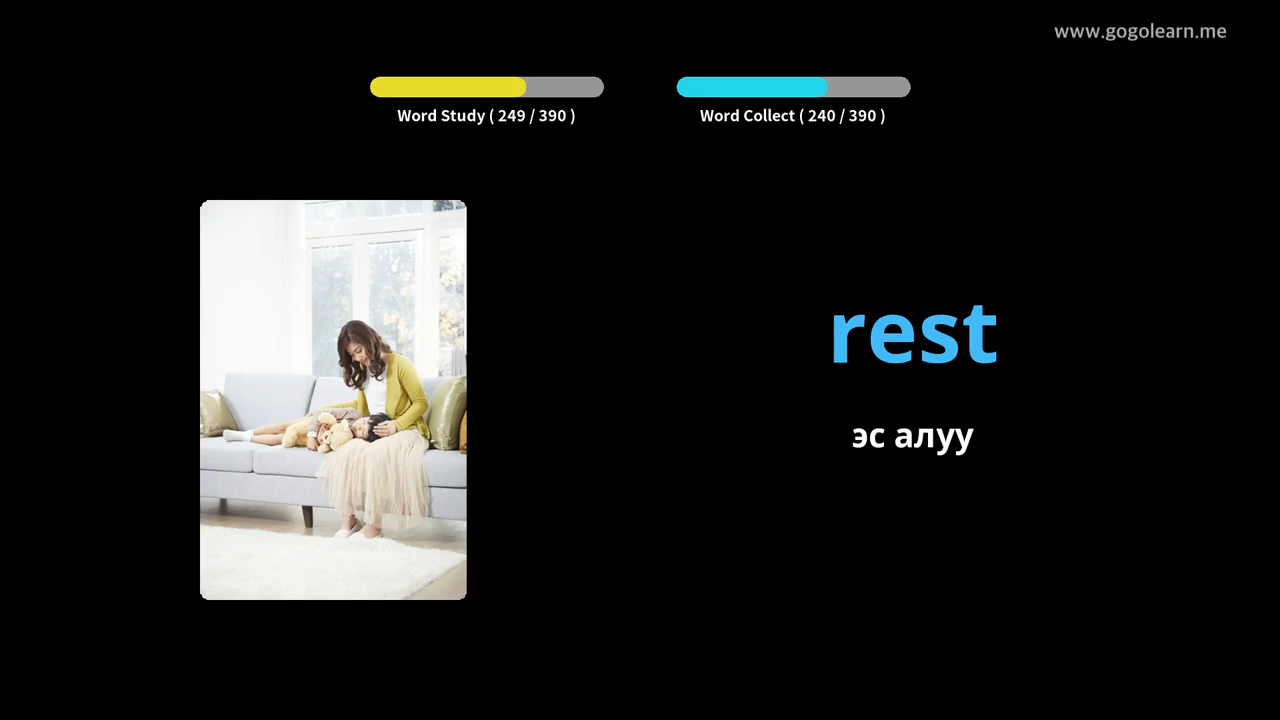 www.gogolearn.me
Word Study ( 249 / 390 )
Word Collect ( 240 / 390 )
rest
эс алуу